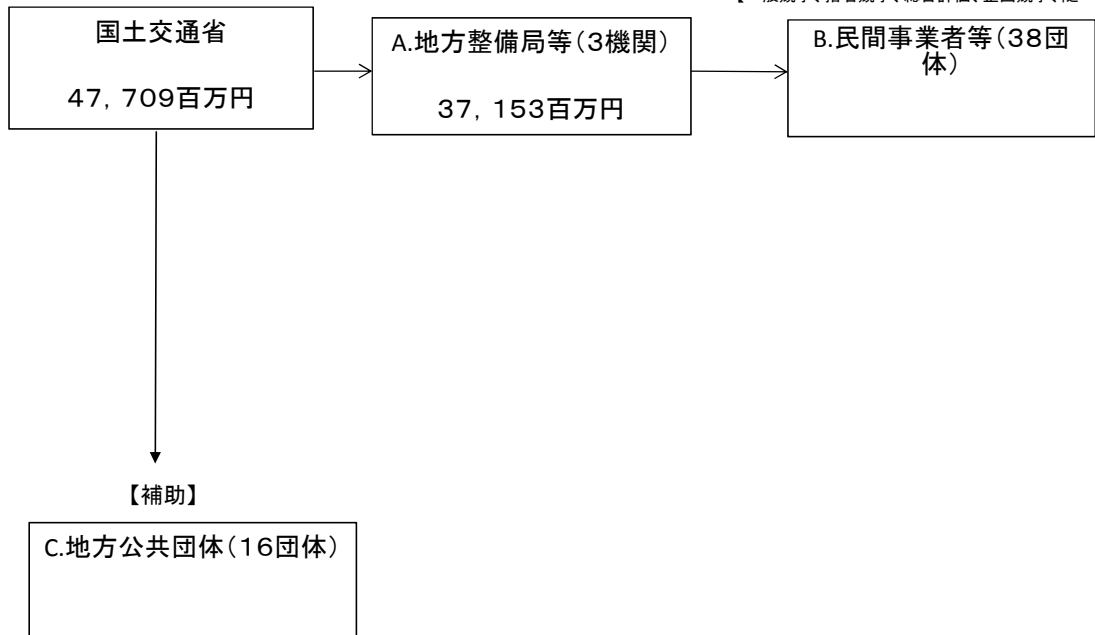 国土交通省
47, 709百万円
A.地方整備局等(3機関)
37, 153百万円
B.民間事業者等(38団
体)
【補助】
C.地方公共団体(16団体)